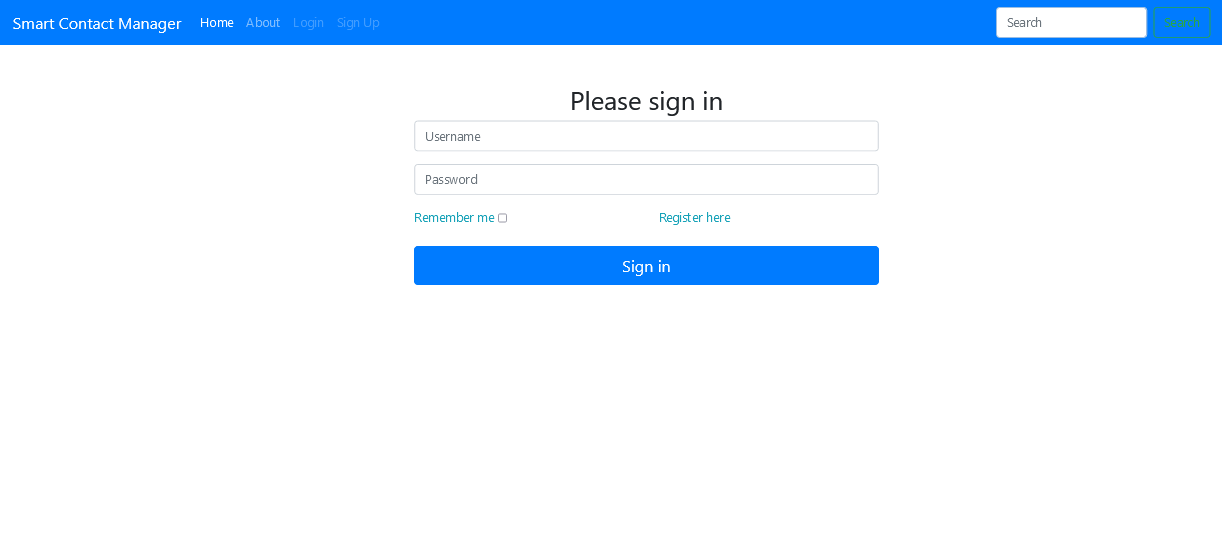 Smart Contact Manager Home About Login Sign Up Search Search
Please sign in
Username
Password
Remember me Register here
Sign in